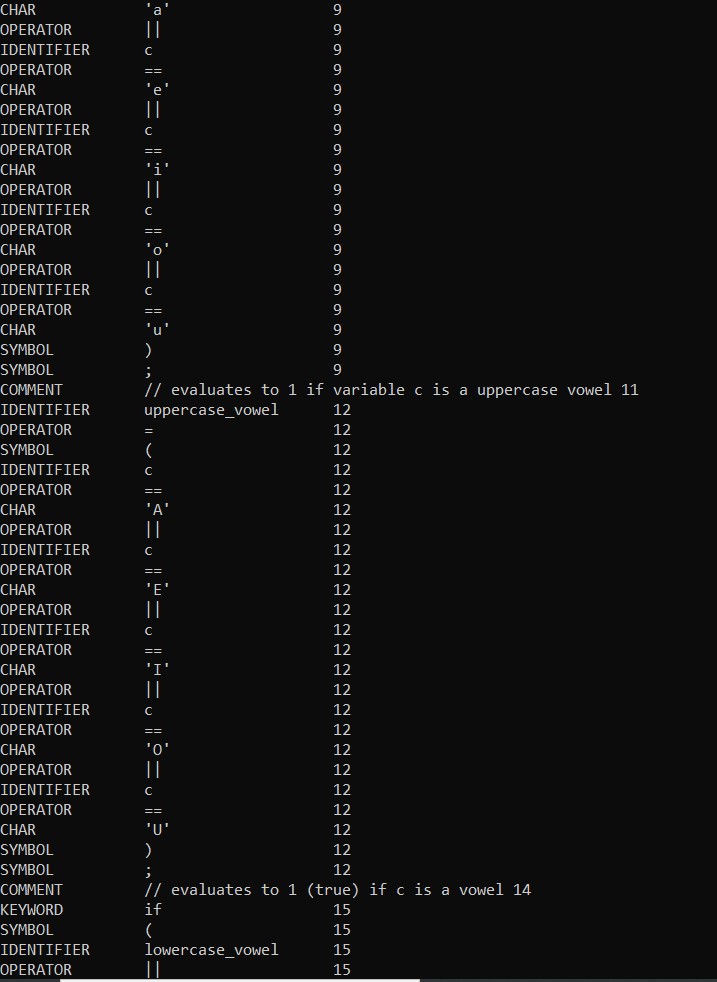 CHAR 'a' 9
OPERATOR || 9
IDENTIFIER c 9
OPERATOR == 9
CHAR 'e' 9
OPERATOR || 9
IDENTIFIER c 9
OPERATOR == 9
CHAR 'i' 9
OPERATOR || 9
IDENTIFIER c 9
OPERATOR == 9
CHAR 'o' 9
OPERATOR || 9
IDENTIFIER c 9
OPERATOR == 9
CHAR 'u' 9
SYMBOL ) 9
SYMBOL ; 9
COMMENT // evaluates to 1 if variable c is a uppercase vowel 11
IDENTIFIER uppercase_vowel 12
OPERATOR = 12
SYMBOL ( 12
IDENTIFIER c 12
OPERATOR == 12
CHAR 'A' 12
OPERATOR || 12
IDENTIFIER c 12
OPERATOR == 12
CHAR 'E' 12
OPERATOR || 12
IDENTIFIER c 12
OPERATOR == 12
CHAR 'I' 12
OPERATOR || 12
IDENTIFIER c 12
OPERATOR == 12
CHAR 'O' 12
OPERATOR || 12
IDENTIFIER c 12
OPERATOR == 12
CHAR 'U' 12
SYMBOL ) 12
SYMBOL ; 12
COMMENT // evaluates to 1 (true) if c is a vowel 14
KEYWORD if 15
SYMBOL ( 15
IDENTIFIER lowercase_vowel 15
OPERATOR || 15